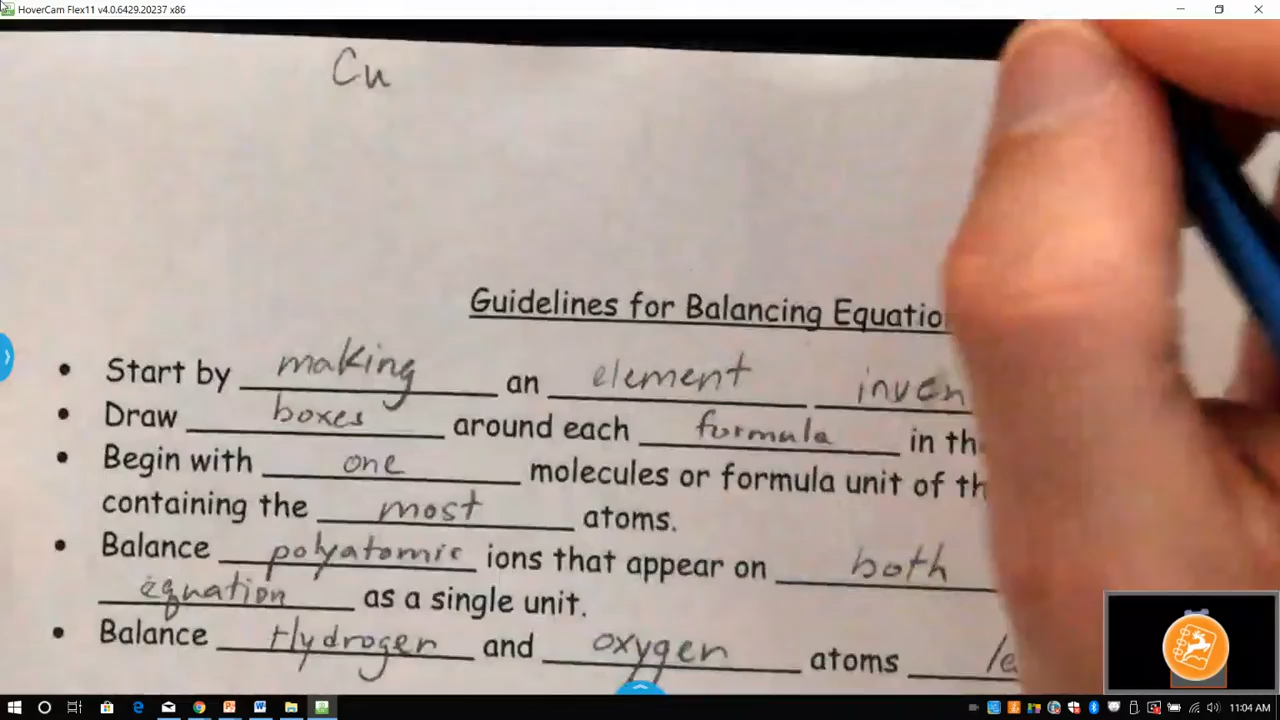 HoverCam Flex11 v4.0.6429.20237 x86
Cu
Guidelines for Balancing Equatio
• Start by making an element inven
• Draw boxes around each formula in th
• Begin with one molecules or formula unit of th
containing the most atoms.
• Balance polyatomic ions that appear on both
equation as a single unit.
• Balance Hydrogen and oxygen atoms le
11:04 AM